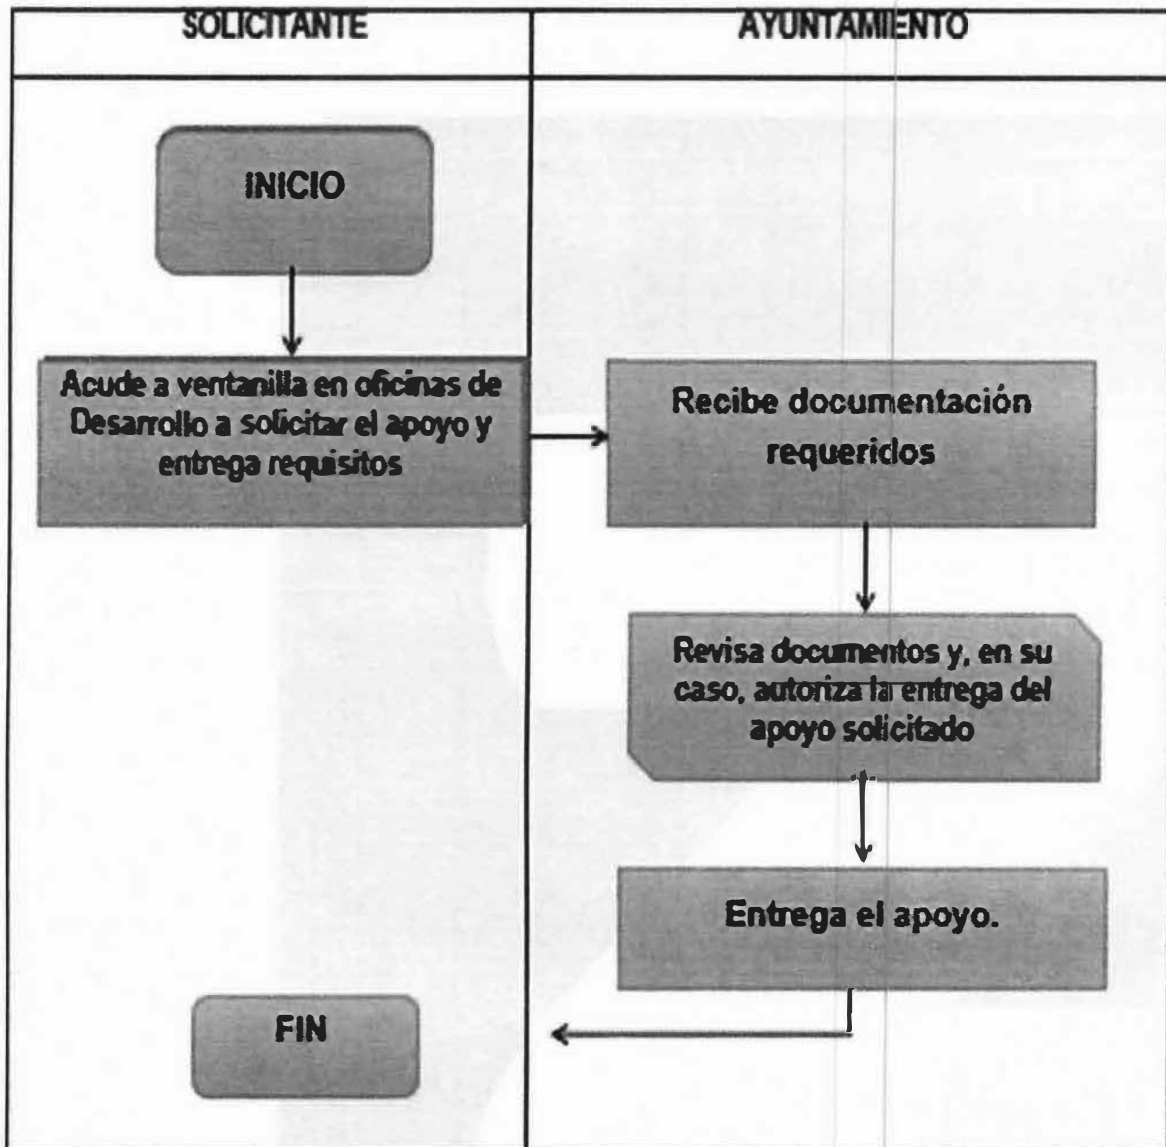 SOLICITANTE
AYUNTAMIENTO
INICIO
Acude a ventanilla en oficinas de
Desarrollo a solicitar el apoyo y
entrega requisitos
Recibe documentación
requeridos
Revisa documentos y, en su
caso, autoriza la entrega del
apoyo solicitado
Entrega el apoyo.
FIN